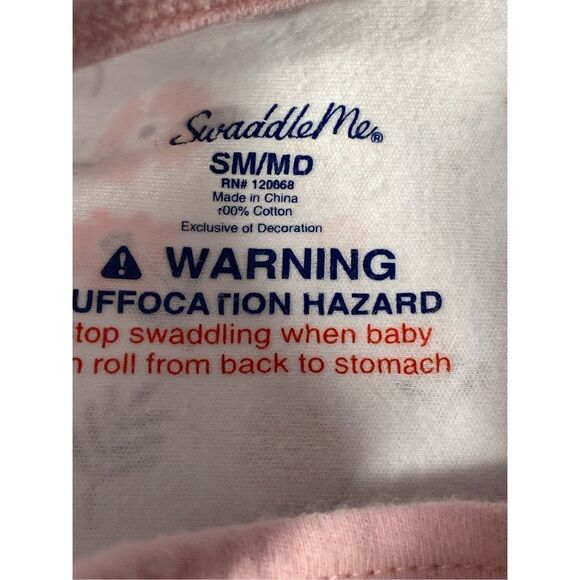 SwaddleMe®
SM/MD
RN# 120868
Made in China
100% Cotton
Exclusive of Decoration
WARNING
UFFOCATION HAZARD
top swaddling when baby
n roll from back to stomach